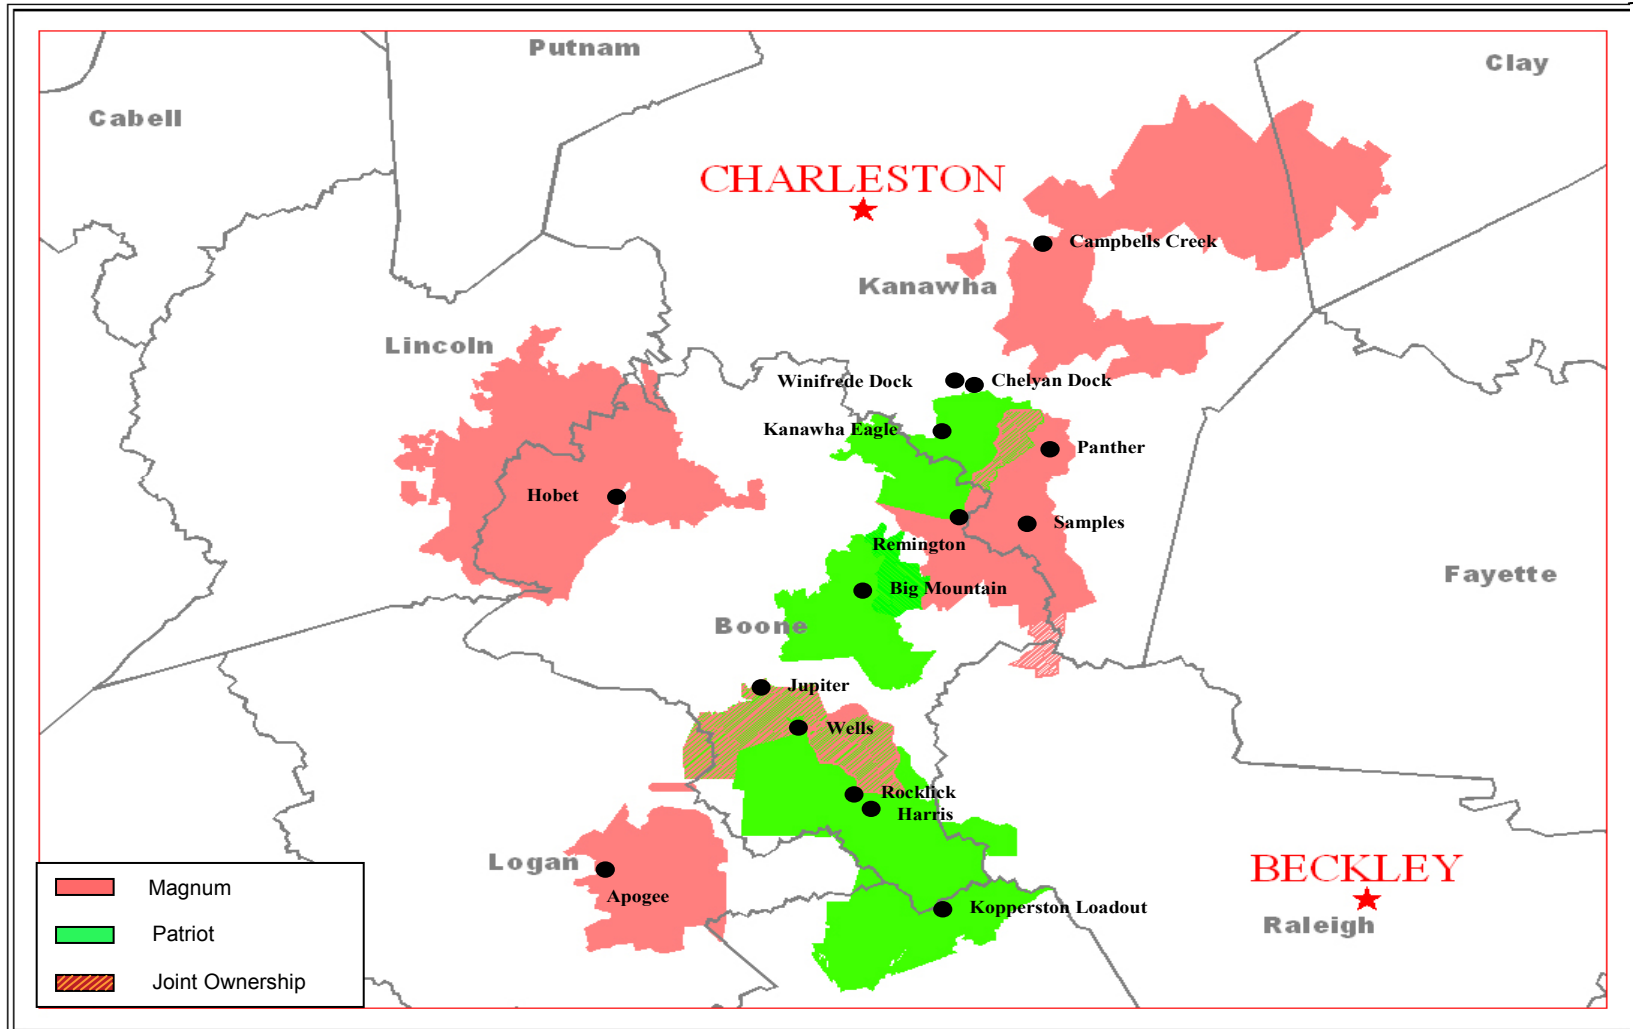 Putnam
Clay
Cabell
CHARLESTON
Campbells Creek
Kanawha
Lincoln
Winifrede Dock
Chelyan Dock
Kanawha Eagle
Panther
Hobet
Samples
Remington
Fayette
Big Mountain
Boone
Jupiter
Wells
Rocklick
Harris
Logan
BECKLEY
Apogee
Kopperston Loadout
Raleigh
Magnum
Patriot
Joint Ownership